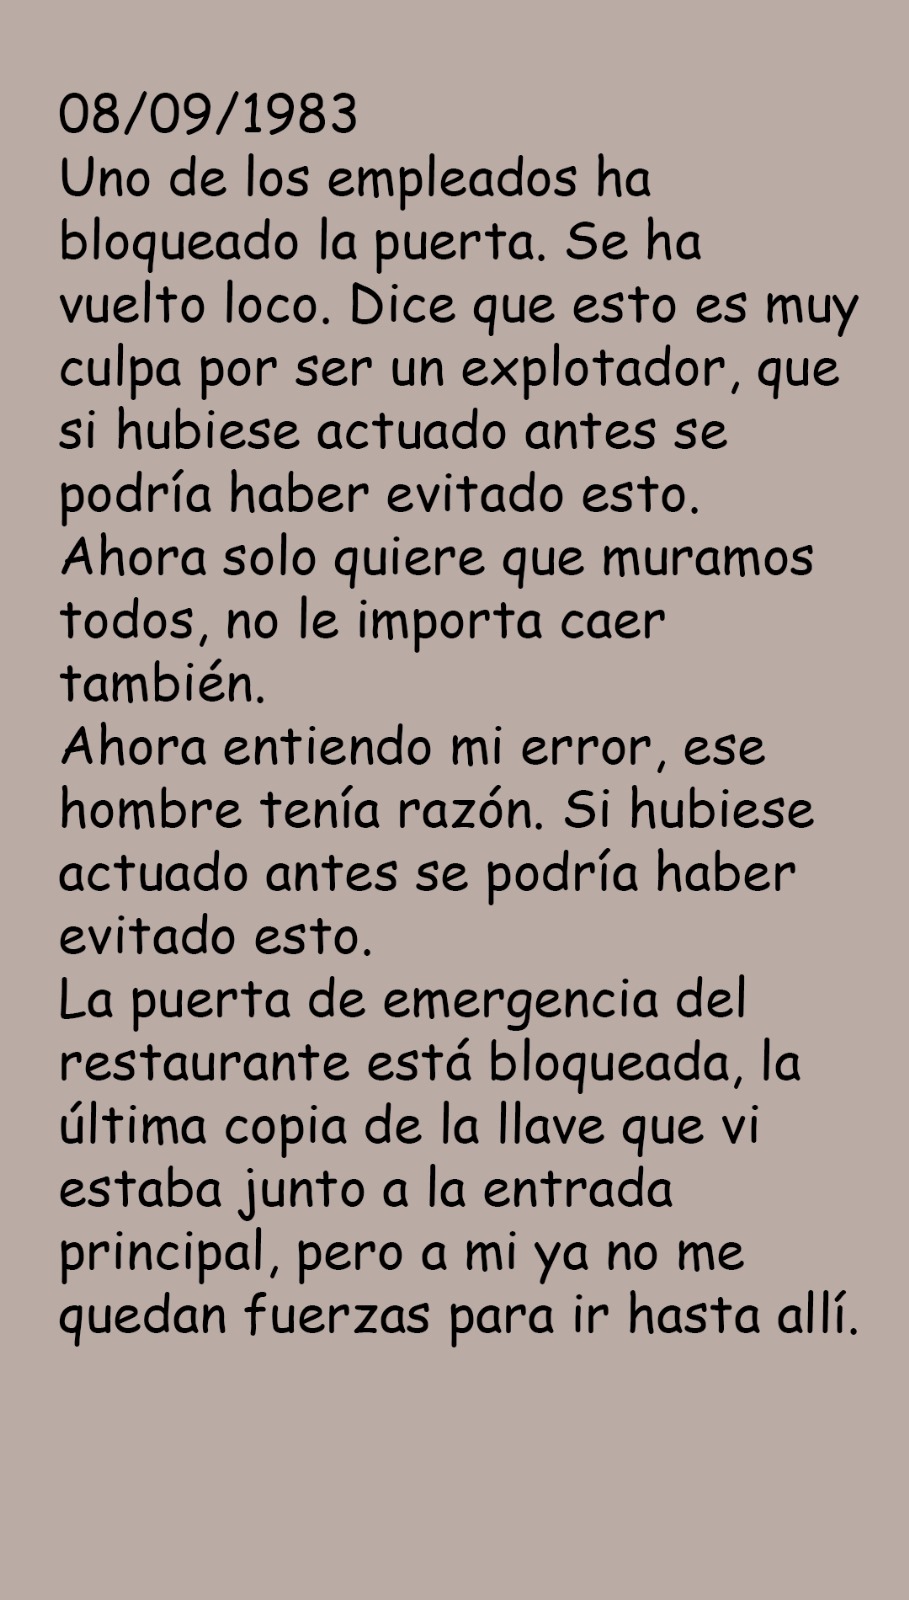 08/09/1983
Uno de los empleados ha
bloqueado la puerta. Se ha
vuelto loco. Dice que esto es muy
culpa por ser un explotador, que
si hubiese actuado antes se
podría haber evitado esto.
Ahora solo quiere que muramos
todos, no le importa caer
también.
Ahora entiendo mi error, ese
hombre tenía razón. Si hubiese
actuado antes se podría haber
evitado esto.
La puerta de emergencia del
restaurante está bloqueada, la
última copia de la llave que vi
estaba junto a la entrada
principal, pero a mi ya no me
quedan fuerzas para ir hasta allí.